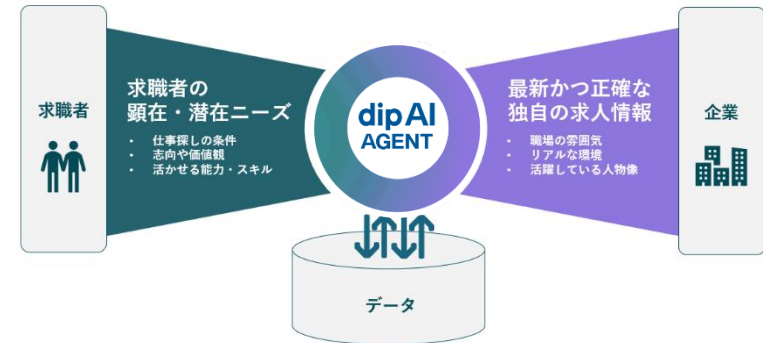 求職者
求職者の
顕在・潜在ニーズ
・ 仕事探しの条件
・ 志向や価値観
・ 活かせる能力・スキル
dip AI
AGENT
最新かつ正確な
独自の求人情報
・ 職場の雰囲気
・ リアルな環境
・ 活躍している人物像
企業
データ